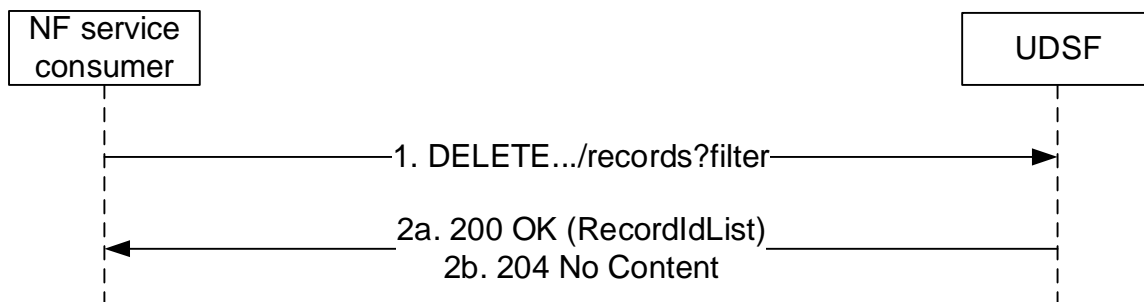 NF service
consumer
UDSF
1. DELETE.../records?filter
2a. 200 OK (RecordIdList)
2b. 204 No Content